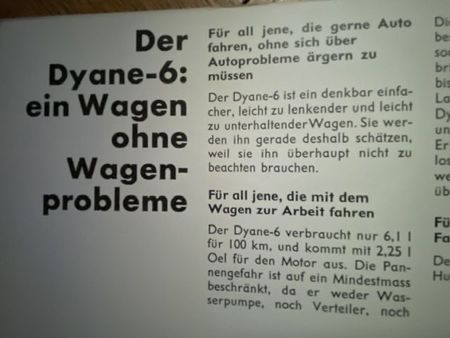 Der
Dyane-6:
ein Wagen
ohne
Wagen-
probleme
Für all jene, die gerne Auto
fahren, ohne sich über
Autoprobleme ärgern zu
müssen
Der Dyane-6 ist ein denkbar einfa-
cher, leicht zu lenkender und leicht
zu unterhaltender Wagen. Sie wer-
den ihn gerade deshalb schätzen,
weil sie ihn überhaupt nicht zu
beachten brauchen.
Für all jene, die mit dem
Wagen zur Arbeit fahren
Der Dyane-6 verbraucht nur 6,1 l
für 100 km, und kommt mit 2,25 l
Oel für den Motor aus. Die Pan-
nengefahr ist auf ein Mindestmass
beschränkt, da er weder Was-
serpumpe, noch Verteiler, noch